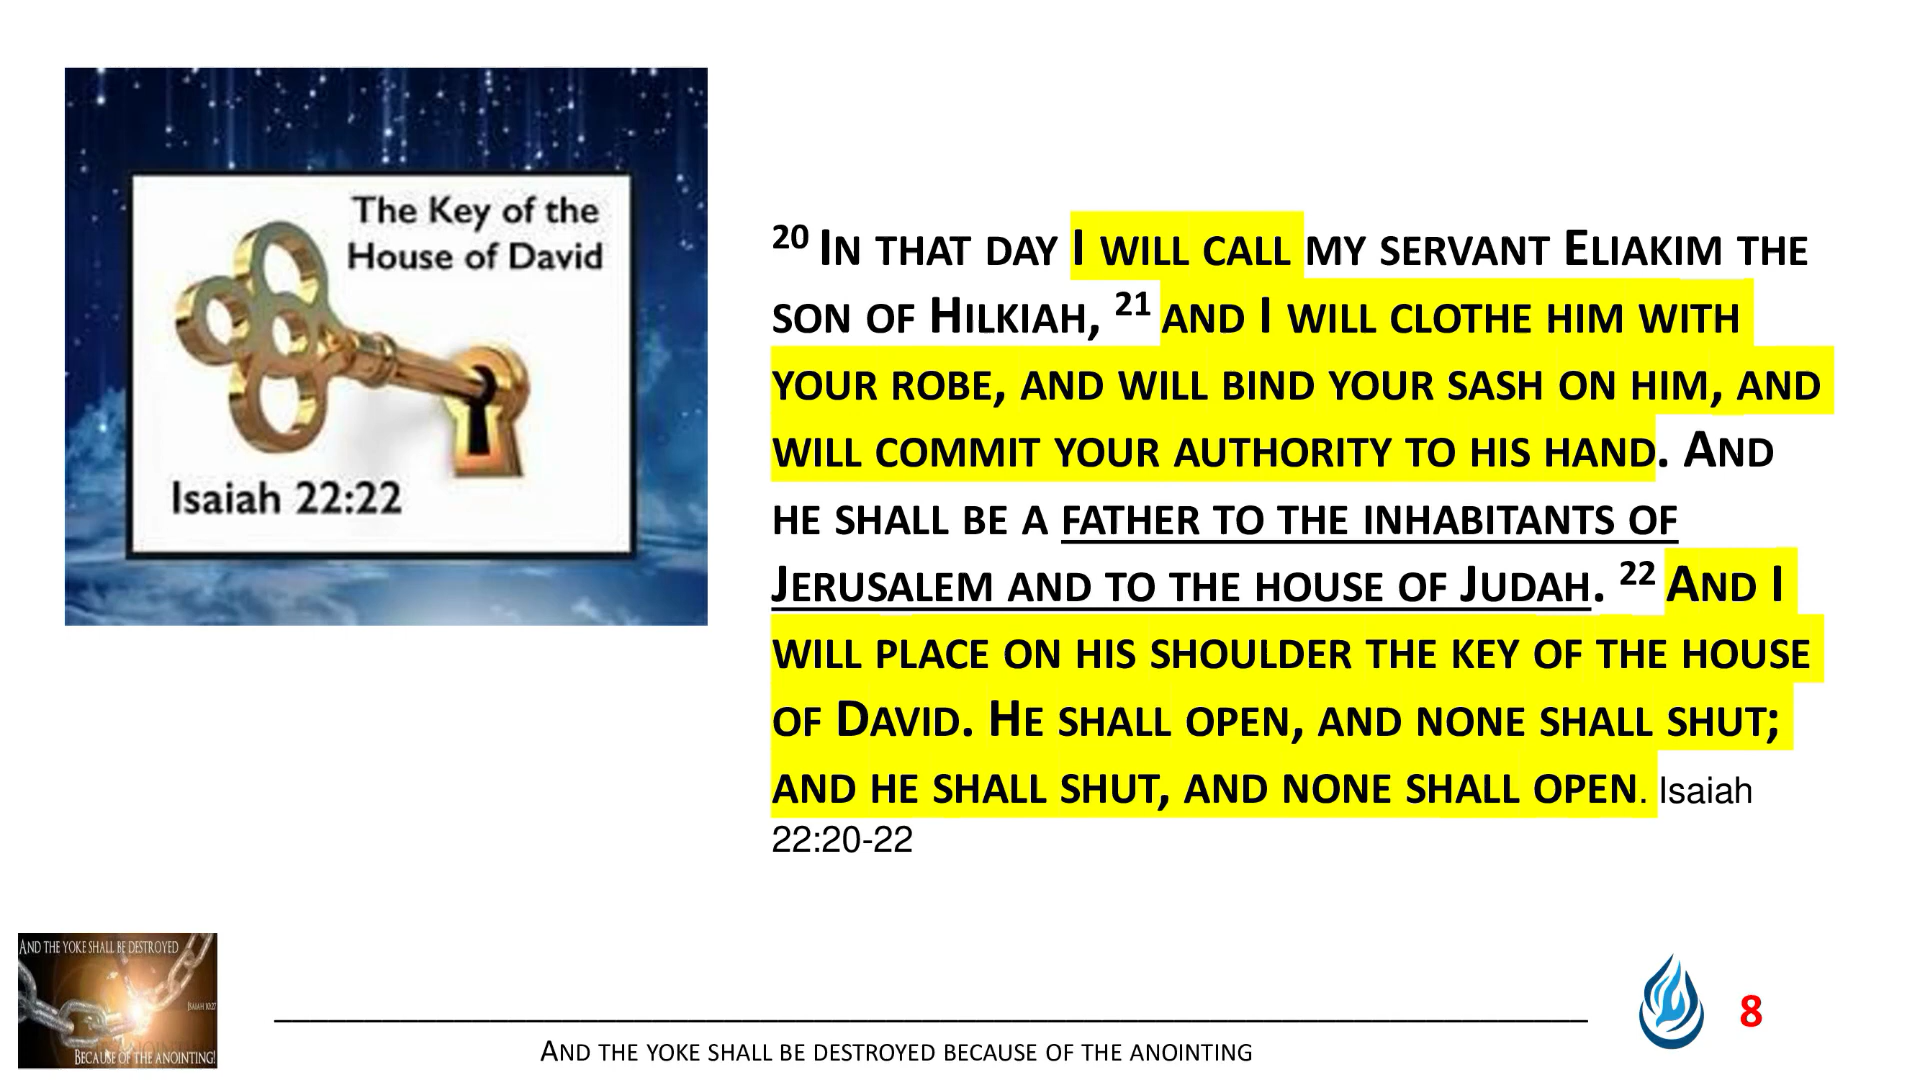 The Key of the
House of David
Isaiah 22:22
20 In that day I will call my servant Eliakim the
son of Hilkiah, 21 and I will clothe him with
your robe, and will bind your sash on him, and
will commit your authority to his hand. And
he shall be a father to the inhabitants of
Jerusalem and to the house of Judah. 22 And I
will place on his shoulder the key of the house
of David. He shall open, and none shall shut;
and he shall shut, and none shall open. Isaiah
22:20-22
And the yoke shall be destroyed
Isaiah 10:27
Because of the anointing!
And the yoke shall be destroyed because of the anointing
8